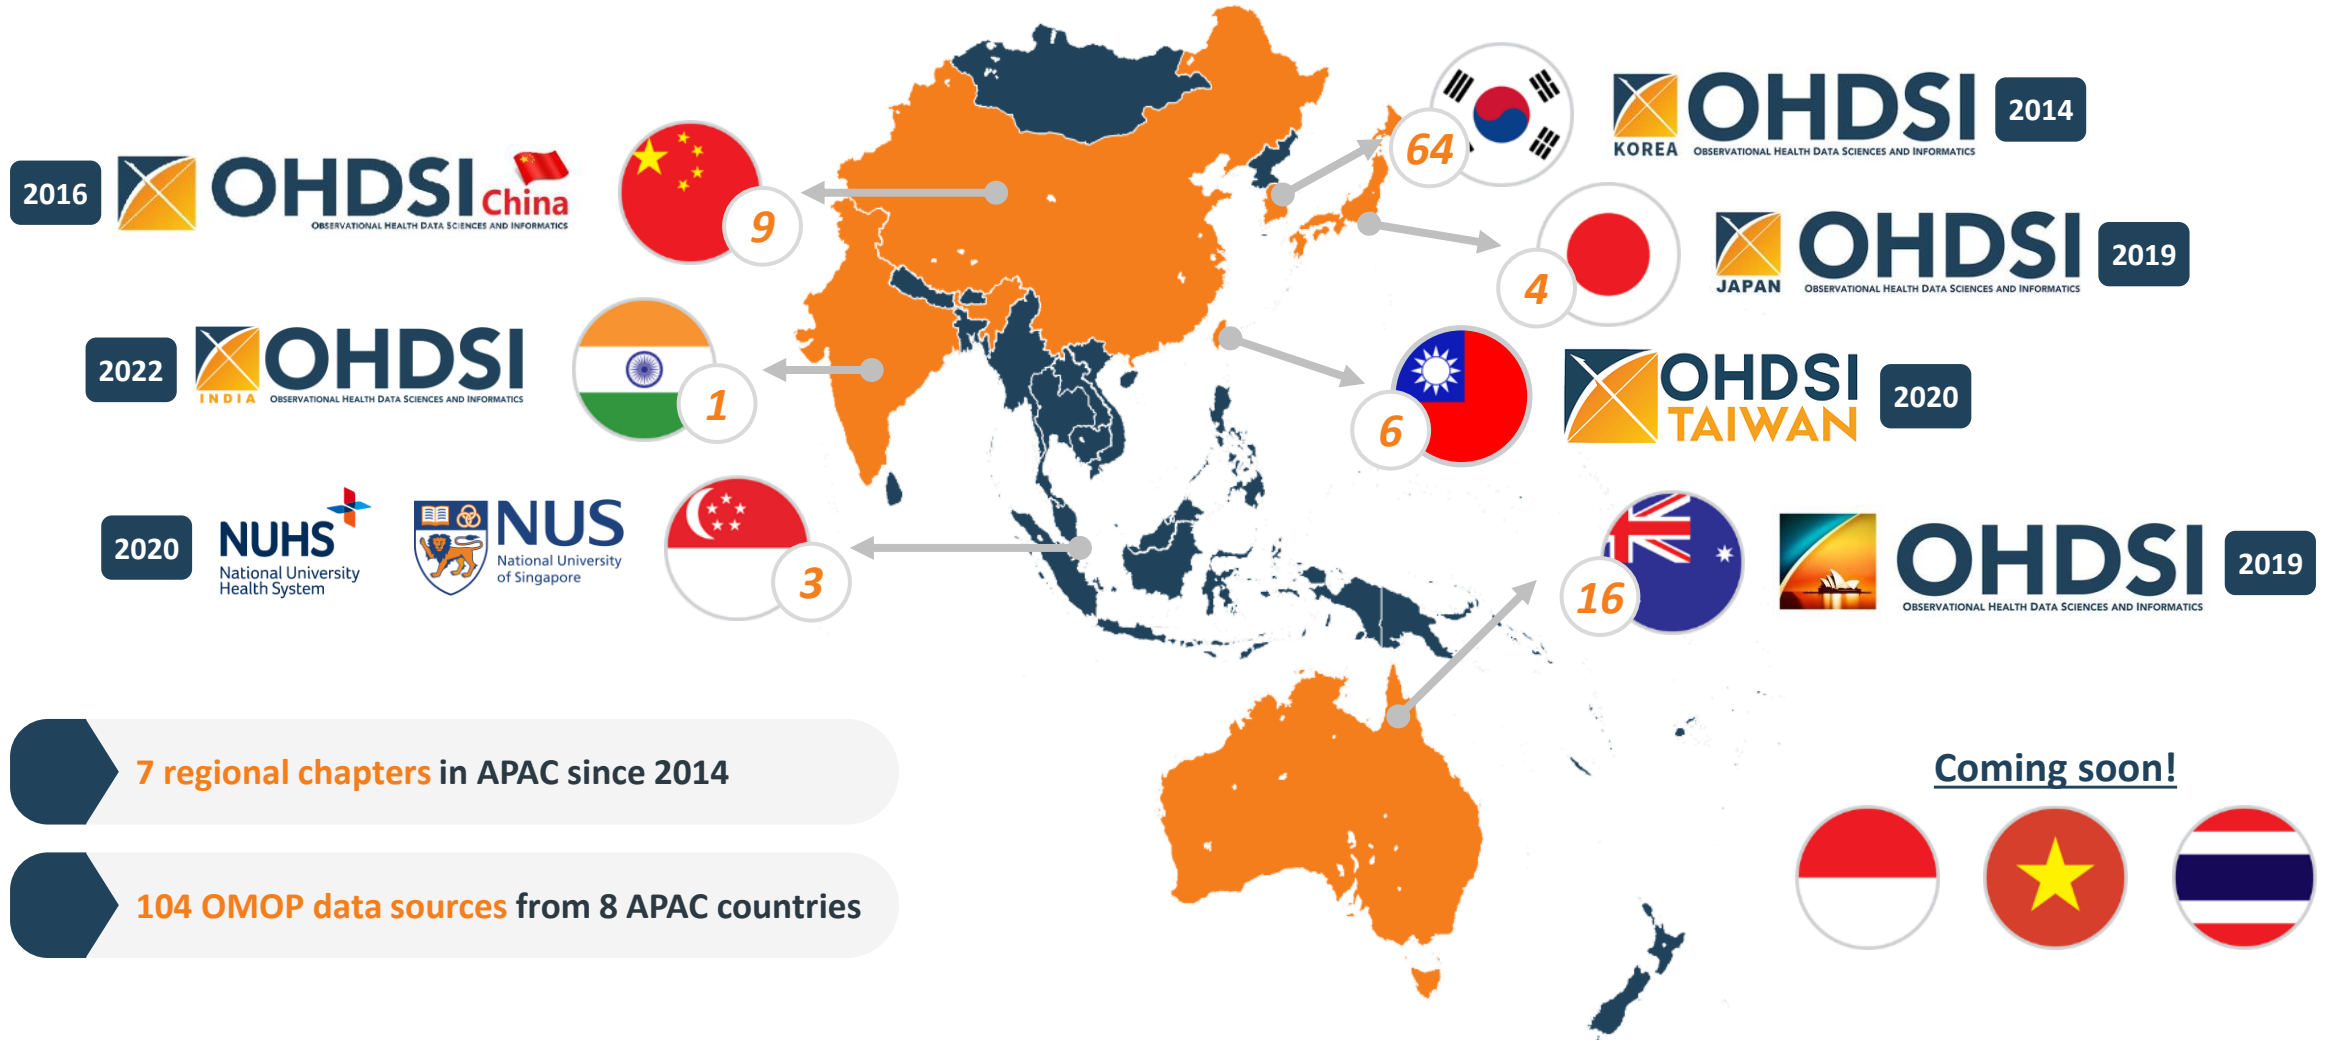 2016
OHDSI China
OBSERVATIONAL HEALTH DATA SCIENCES AND INFORMATICS
9
2022
OHDSI
INDIA
OBSERVATIONAL HEALTH DATA SCIENCES AND INFORMATICS
1
2020
NUHS
National University
Health System
NUS
National University
of Singapore
3
64
OHDSI
KOREA
OBSERVATIONAL HEALTH DATA SCIENCES AND INFORMATICS
2014
4
OHDSI
JAPAN
OBSERVATIONAL HEALTH DATA SCIENCES AND INFORMATICS
2019
6
OHDSI
TAIWAN
2020
16
OHDSI
OBSERVATIONAL HEALTH DATA SCIENCES AND INFORMATICS
2019
7 regional chapters in APAC since 2014
104 OMOP data sources from 8 APAC countries
Coming soon!